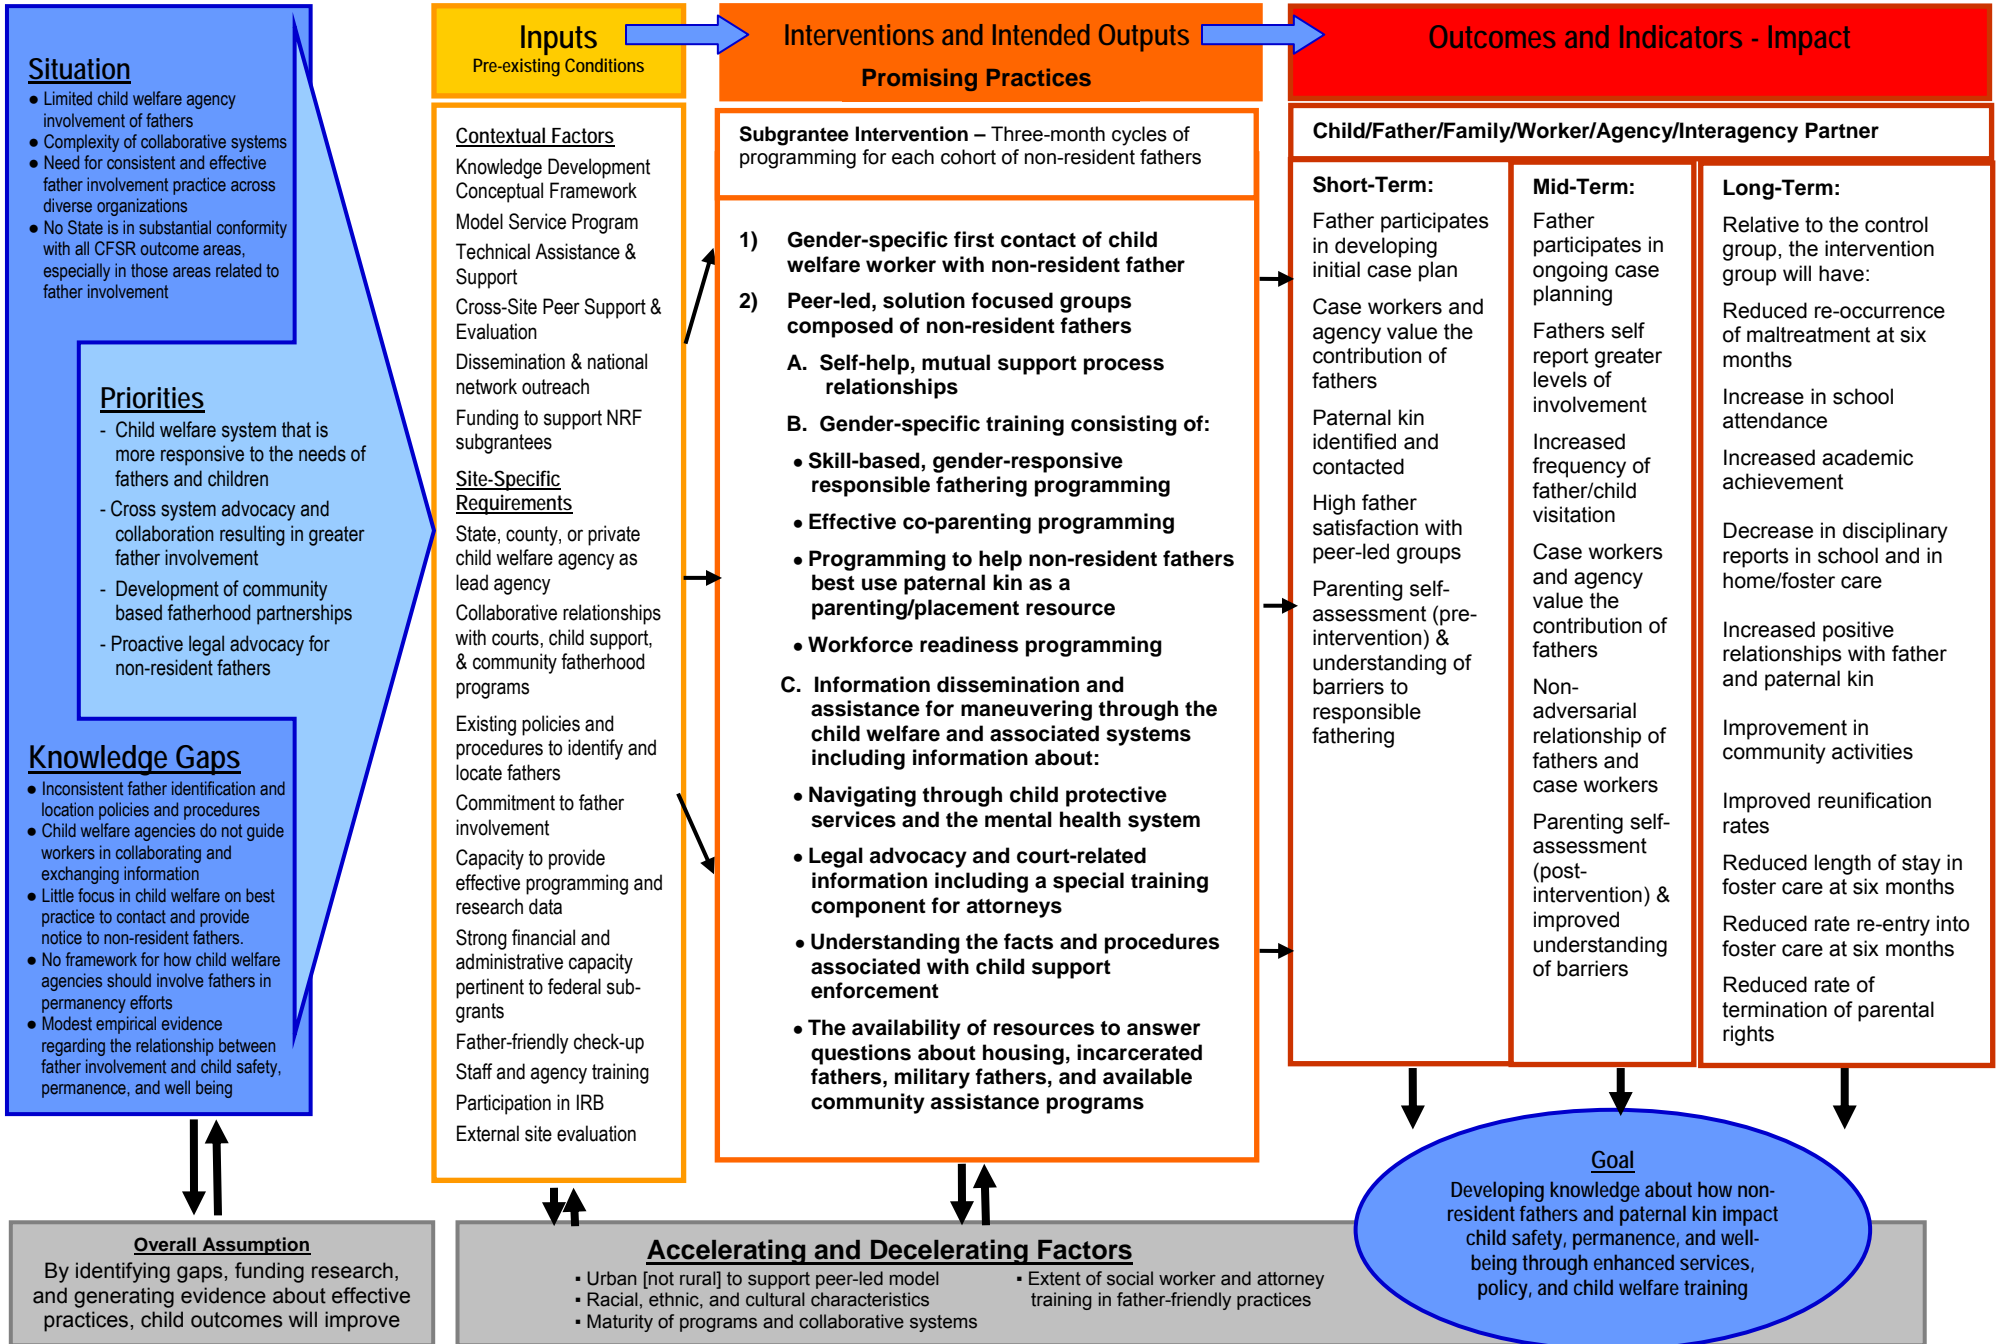 Situation
● Limited child welfare agency
involvement of fathers
● Complexity of collaborative systems
● Need for consistent and effective
father involvement practice across
diverse organizations
● No State is in substantial conformity
with all CFSR outcome areas,
especially in those areas related to
father involvement
Priorities
- Child welfare system that is
more responsive to the needs of
fathers and children
- Cross system advocacy and
collaboration resulting in greater
father involvement
- Development of community
based fatherhood partnerships
- Proactive legal advocacy for
non-resident fathers
Knowledge Gaps
● Inconsistent father identification and
location policies and procedures
● Child welfare agencies do not guide
workers in collaborating and
exchanging information
● Little focus in child welfare on best
practice to contact and provide
notice to non-resident fathers.
● No framework for how child welfare
agencies should involve fathers in
permanency efforts
● Modest empirical evidence
regarding the relationship between
father involvement and child safety,
permanence, and well being
Overall Assumption
By identifying gaps, funding research,
and generating evidence about effective
practices, child outcomes will improve
Inputs
Pre-existing Conditions
Contextual Factors
Knowledge Development
Conceptual Framework
Model Service Program
Technical Assistance &
Support
Cross-Site Peer Support &
Evaluation
Dissemination & national
network outreach
Funding to support NRF
subgrantees
Site-Specific
Requirements
State, county, or private
child welfare agency as
lead agency
Collaborative relationships
with courts, child support,
& community fatherhood
programs
Existing policies and
procedures to identify and
locate fathers
Commitment to father
involvement
Capacity to provide
effective programming and
research data
Strong financial and
administrative capacity
pertinent to federal sub-
grants
Father-friendly check-up
Staff and agency training
Participation in IRB
External site evaluation
Interventions and Intended Outputs
Promising Practices
Subgrantee Intervention – Three-month cycles of
programming for each cohort of non-resident fathers
1) Gender-specific first contact of child
welfare worker with non-resident father
2) Peer-led, solution focused groups
composed of non-resident fathers
A. Self-help, mutual support process
relationships
B. Gender-specific training consisting of:
● Skill-based, gender-responsive
responsible fathering programming
● Effective co-parenting programming
● Programming to help non-resident fathers
best use paternal kin as a
parenting/placement resource
● Workforce readiness programming
C. Information dissemination and
assistance for maneuvering through the
child welfare and associated systems
including information about:
● Navigating through child protective
services and the mental health system
● Legal advocacy and court-related
information including a special training
component for attorneys
● Understanding the facts and procedures
associated with child support
enforcement
● The availability of resources to answer
questions about housing, incarcerated
fathers, military fathers, and available
community assistance programs
Outcomes and Indicators - Impact
Child/Father/Family/Worker/Agency/Interagency Partner
Short-Term:
Father participates
in developing
initial case plan
Case workers and
agency value the
contribution of
fathers
Paternal kin
identified and
contacted
High father
satisfaction with
peer-led groups
Parenting self-
assessment (pre-
intervention) &
understanding of
barriers to
responsible
fathering
Mid-Term:
Father
participates in
ongoing case
planning
Fathers self
report greater
levels of
involvement
Increased
frequency of
father/child
visitation
Case workers
and agency
value the
contribution of
fathers
Non-
adversarial
relationship of
fathers and
case workers
Parenting self-
assessment
(post-
intervention) &
improved
understanding
of barriers
Long-Term:
Relative to the control
group, the intervention
group will have:
Reduced re-occurrence
of maltreatment at six
months
Increase in school
attendance
Increased academic
achievement
Decrease in disciplinary
reports in school and in
home/foster care
Increased positive
relationships with father
and paternal kin
Improvement in
community activities
Improved reunification
rates
Reduced length of stay in
foster care at six months
Reduced rate re-entry into
foster care at six months
Reduced rate of
termination of parental
rights
Accelerating and Decelerating Factors
▪ Urban [not rural] to support peer-led model
▪ Racial, ethnic, and cultural characteristics
▪ Maturity of programs and collaborative systems
▪ Extent of social worker and attorney
training in father-friendly practices
Goal
Developing knowledge about how non-
resident fathers and paternal kin impact
child safety, permanence, and well-
being through enhanced services,
policy, and child welfare training